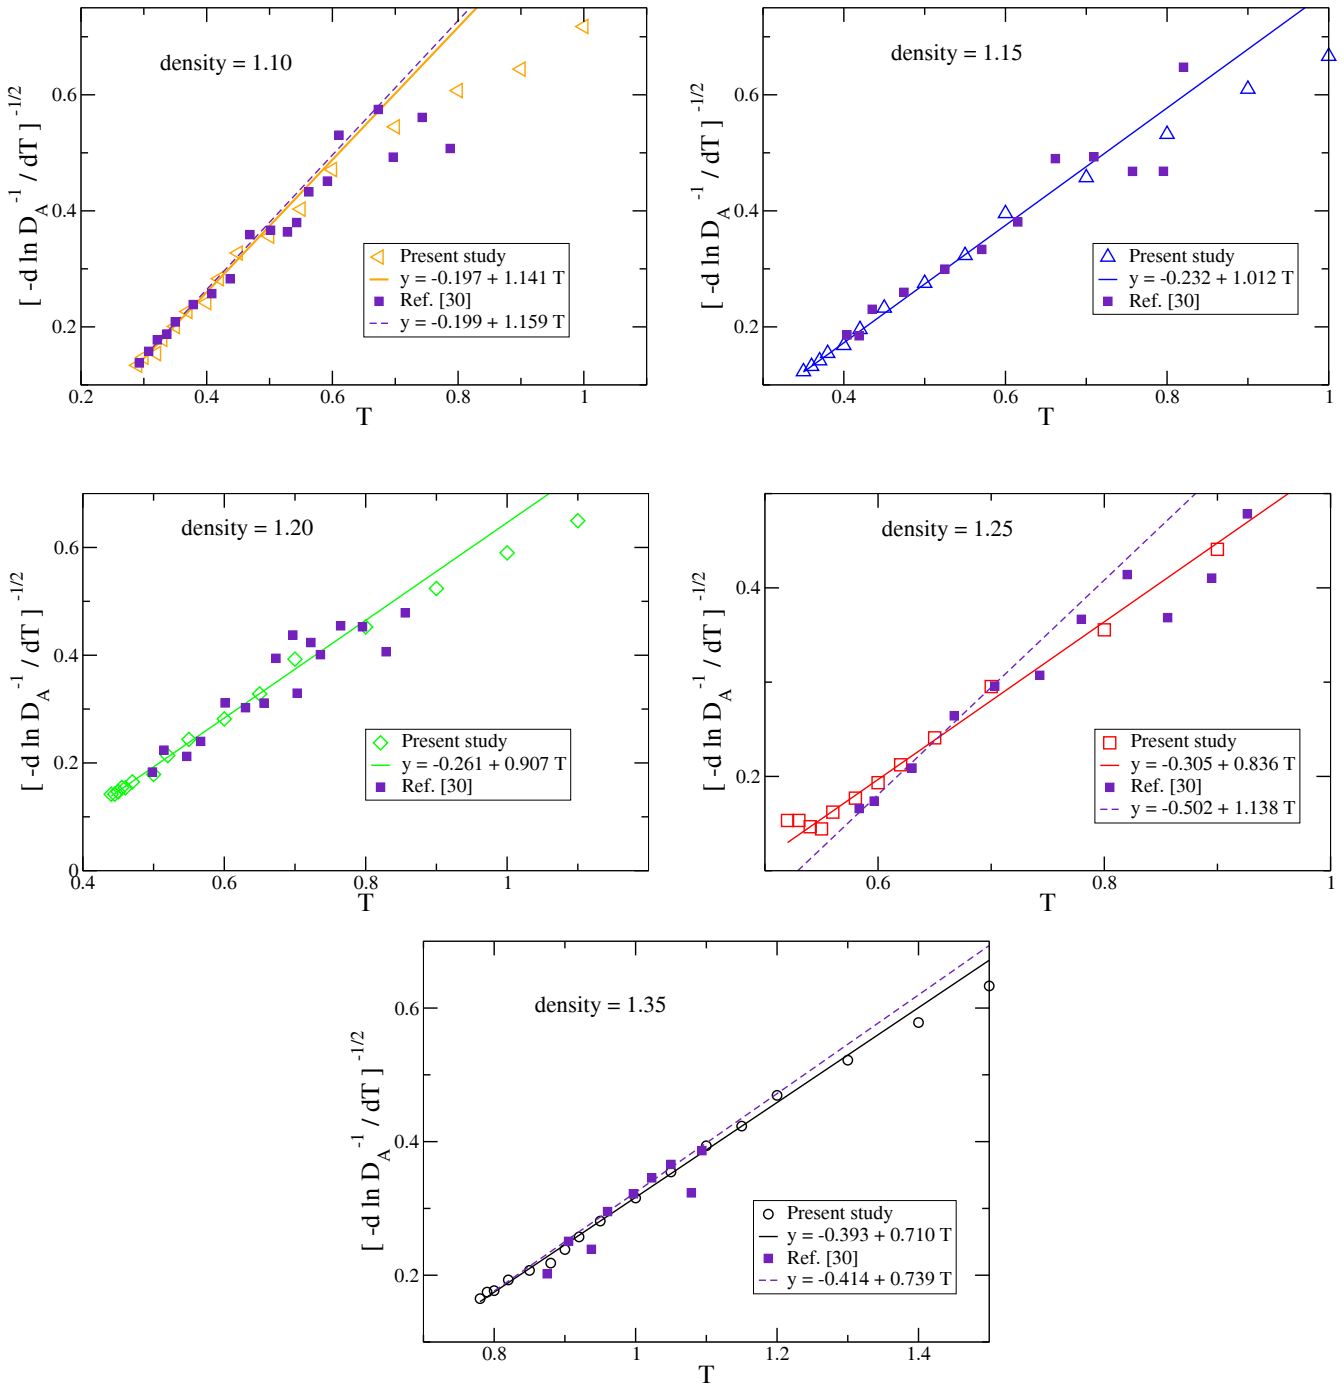 density = 1.10
[ -d ln D_A^-1 / dT ]^-1/2
0.6
0.4
0.2
Present study
y = -0.197 + 1.141 T
Ref. [30]
y = -0.199 + 1.159 T
0.2 0.4 0.6 0.8 1
T
density = 1.15
[ -d ln D_A^-1 / dT ]^-1/2
0.6
0.4
0.2
Present study
y = -0.232 + 1.012 T
Ref. [30]
0.4 0.6 0.8 1
T
density = 1.20
[ -d ln D_A^-1 / dT ]^-1/2
0.6
0.4
0.2
0
Present study
y = -0.261 + 0.907 T
Ref. [30]
0.4 0.6 0.8 1
T
density = 1.25
[ -d ln D_A^-1 / dT ]^-1/2
0.4
0.2
Present study
y = -0.305 + 0.836 T
Ref. [30]
y = -0.502 + 1.138 T
0.6 0.8 1
T
density = 1.35
[ -d ln D_A^-1 / dT ]^-1/2
0.6
0.4
0.2
Present study
y = -0.393 + 0.710 T
Ref. [30]
y = -0.414 + 0.739 T
0.8 1 1.2 1.4
T